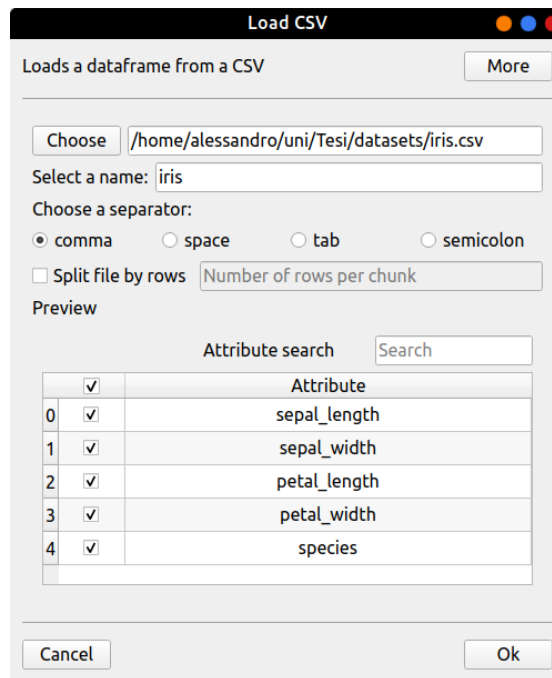 Load CSV
Loads a dataframe from a CSV More
Choose /home/alessandro/uni/Tesi/datasets/iris.csv
Select a name: iris
Choose a separator:
comma space tab semicolon
Split file by rows Number of rows per chunk
Preview
Attribute search Search
Attribute
0 sepal_length
1 sepal_width
2 petal_length
3 petal_width
4 species
Cancel Ok